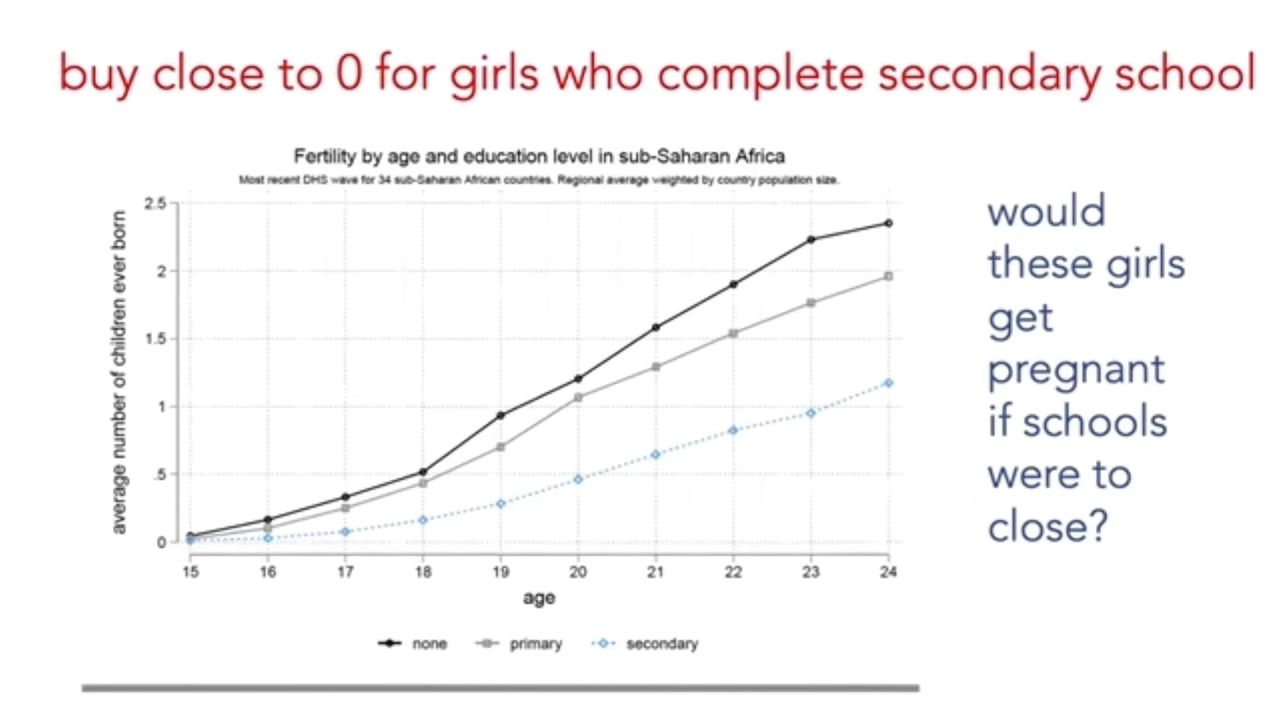 buy close to 0 for girls who complete secondary school
Fertility by age and education level in sub-Saharan Africa
Most recent DHS wave for 34 sub-Saharan African countries. Regional average weighted by country population size.
average number of children ever born
2.5
2
1.5
1
.5
0
15 16 17 18 19 20 21 22 23 24
age
none primary secondary
would
these girls
get
pregnant
if schools
were to
close?